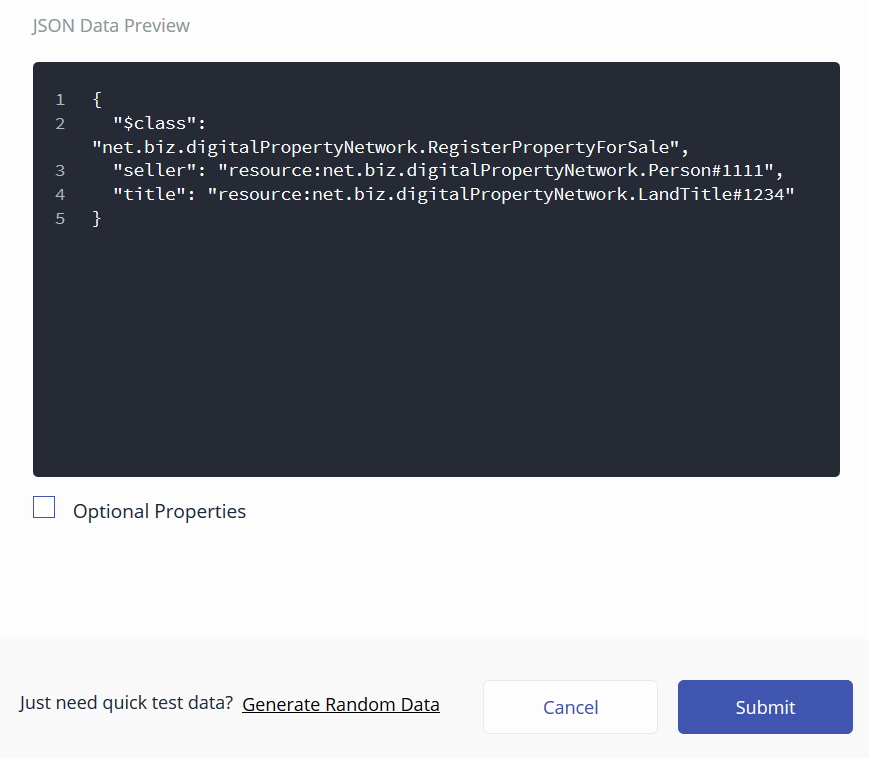 JSON Data Preview
1 {
2   "$class":
"net.biz.digitalPropertyNetwork.RegisterPropertyForSale",
3   "seller": "resource:net.biz.digitalPropertyNetwork.Person#1111",
4   "title": "resource:net.biz.digitalPropertyNetwork.LandTitle#1234"
5 }
Optional Properties
Just need quick test data? Generate Random Data
Cancel
Submit